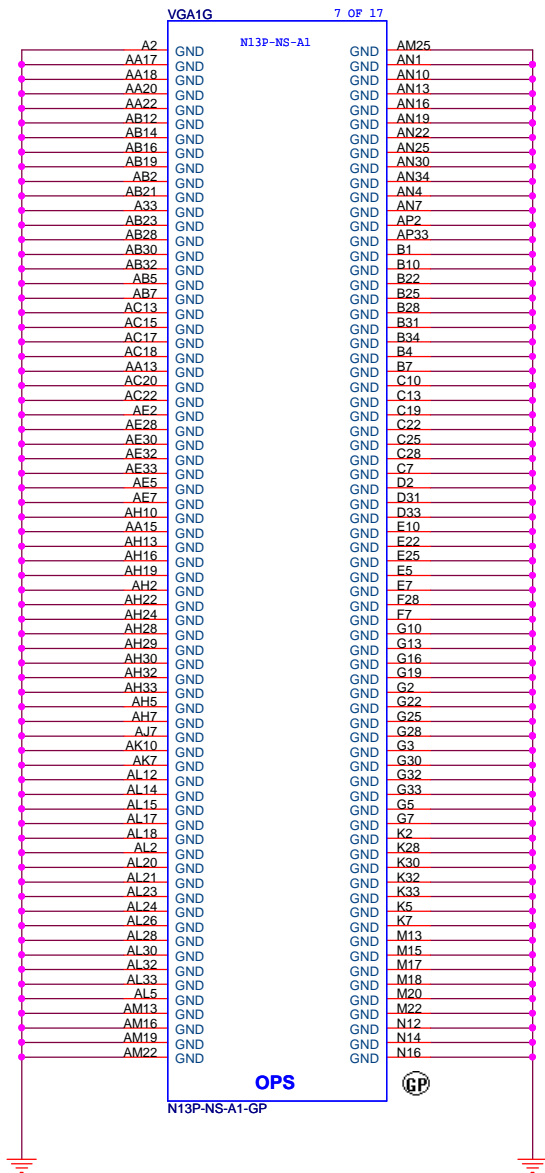 VGA1G 7 OF 17
N13P-NS-A1
A2 GND GND AM25
AA17 GND GND AN1
AA18 GND GND AN10
AA20 GND GND AN13
AA22 GND GND AN16
AB12 GND GND AN19
AB14 GND GND AN22
AB16 GND GND AN25
AB19 GND GND AN30
AB2 GND GND AN34
AB21 GND GND AN4
A33 GND GND AN7
AB23 GND GND AP2
AB28 GND GND AP33
AB30 GND GND B1
AB32 GND GND B10
AB5 GND GND B22
AB7 GND GND B25
AC13 GND GND B28
AC15 GND GND B31
AC17 GND GND B34
AC18 GND GND B4
AA13 GND GND B7
AC20 GND GND C10
AC22 GND GND C13
AE2 GND GND C19
AE28 GND GND C22
AE30 GND GND C25
AE32 GND GND C28
AE33 GND GND C7
AE5 GND GND D2
AE7 GND GND D31
AH10 GND GND D33
AA15 GND GND E10
AH13 GND GND E22
AH16 GND GND E25
AH19 GND GND E5
AH2 GND GND E7
AH22 GND GND F28
AH24 GND GND F7
AH28 GND GND G10
AH29 GND GND G13
AH30 GND GND G16
AH32 GND GND G19
AH33 GND GND G2
AH5 GND GND G22
AH7 GND GND G25
AJ7 GND GND G28
AK10 GND GND G3
AK7 GND GND G30
AL12 GND GND G32
AL14 GND GND G33
AL15 GND GND G5
AL17 GND GND G7
AL18 GND GND K2
AL2 GND GND K28
AL20 GND GND K30
AL21 GND GND K32
AL23 GND GND K33
AL24 GND GND K5
AL26 GND GND K7
AL28 GND GND M13
AL30 GND GND M15
AL32 GND GND M17
AL33 GND GND M18
AL5 GND GND M20
AM13 GND GND M22
AM16 GND GND N12
AM19 GND GND N14
AM22 GND GND N16
OPS GP
N13P-NS-A1-GP